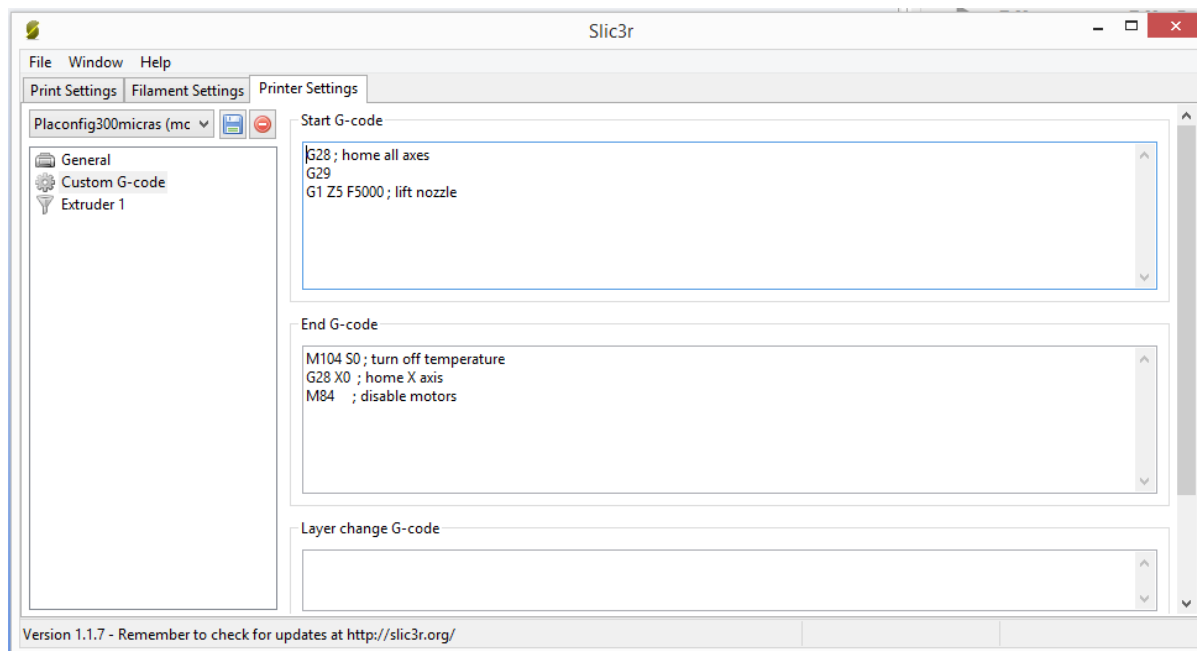 Slic3r
File Window Help
Print Settings Filament Settings Printer Settings
Placonfig300micras (mc
General
Custom G-code
Extruder 1
Start G-code
G28 ; home all axes
G29
G1 Z5 F5000 ; lift nozzle
End G-code
M104 S0 ; turn off temperature
G28 X0 ; home X axis
M84 ; disable motors
Layer change G-code
Version 1.1.7 - Remember to check for updates at http://slic3r.org/